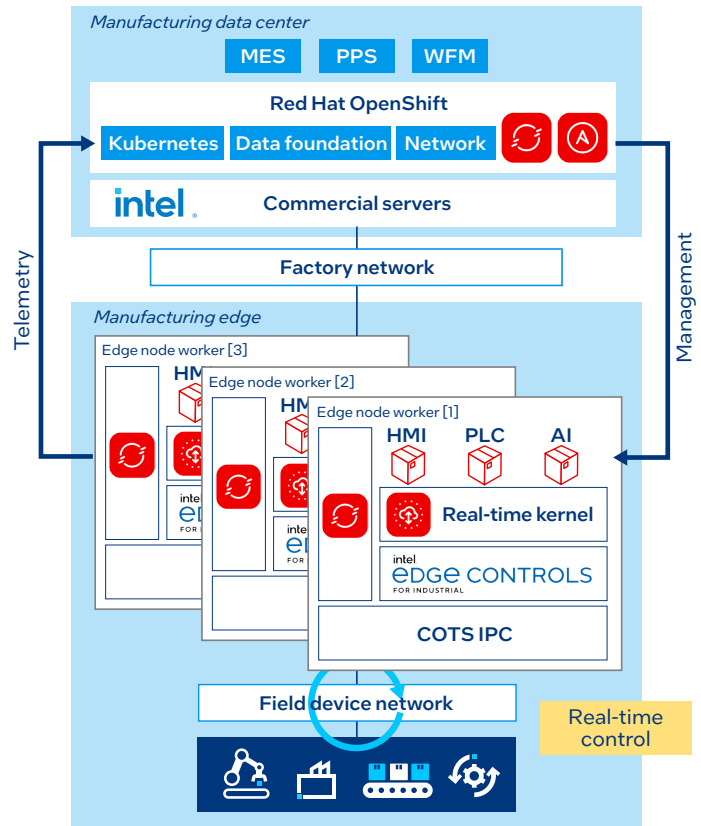 Manufacturing data center
MES
PPS
WFM
Red Hat OpenShift
Kubernetes
Data foundation
Network
intel
Commercial servers
Factory network
Telemetry
Management
Manufacturing edge
Edge node worker [3]
HM
intel
FOR IN
Edge node worker [2]
HM
intel
FOR IN
Edge node worker [1]
HMI
PLC
AI
Real-time kernel
intel
EDGE CONTROLS
FOR INDUSTRIAL
COTS IPC
Field device network
Real-time
control